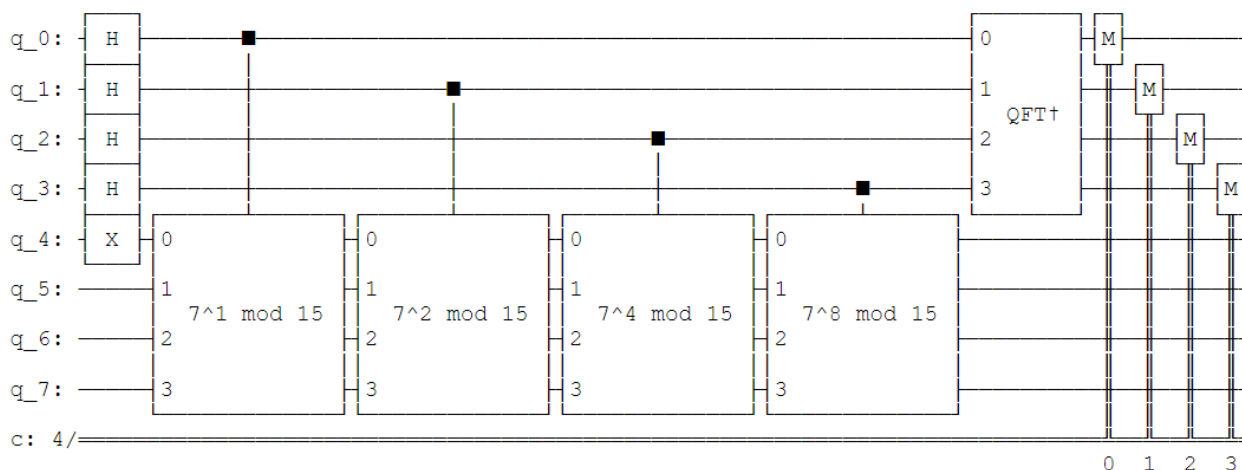 q_0: H 0 M
q_1: H 1 M
QFT†
q_2: H 2 M
q_3: H 3 M
q_4: X 0 0 0 0
q_5: 1 1 1 1
7^1 mod 15 7^2 mod 15 7^4 mod 15 7^8 mod 15
q_6: 2 2 2 2
q_7: 3 3 3 3
c: 4/
0 1 2 3